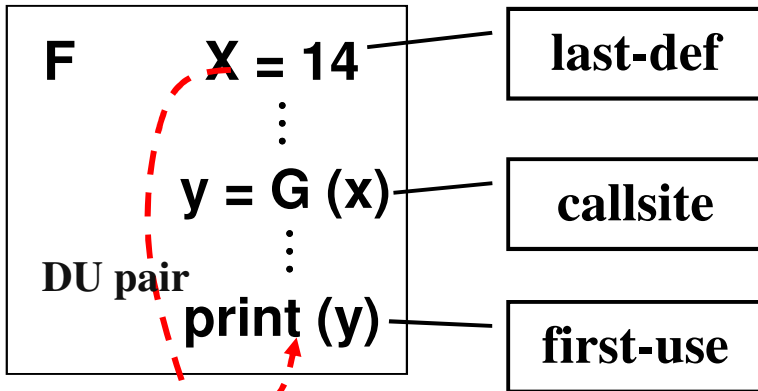 F
X = 14
last-def
y = G (x)
callsite
DU pair
print (y)
first-use